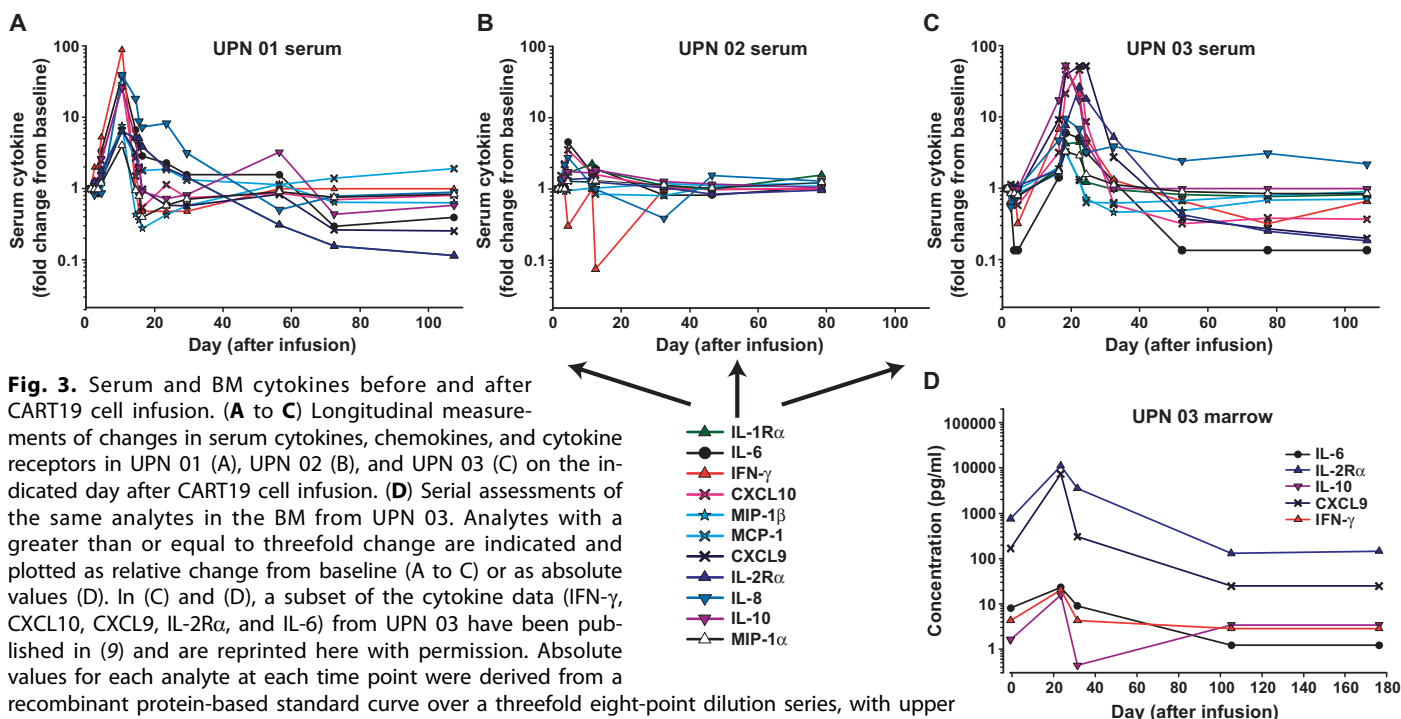 A
UPN 01 serum
Serum cytokine
(fold change from baseline)
100
10
1
0.1
0 20 40 60 80 100
Day (after infusion)
B
UPN 02 serum
Serum cytokine
(fold change from baseline)
100
10
1
0.1
0 20 40 60 80 100
Day (after infusion)
C
UPN 03 serum
Serum cytokine
(fold change from baseline)
100
10
1
0.1
0 20 40 60 80 100
Day (after infusion)
Fig. 3. Serum and BM cytokines before and after
CART19 cell infusion. (A to C) Longitudinal measure-
ments of changes in serum cytokines, chemokines, and cytokine
receptors in UPN 01 (A), UPN 02 (B), and UPN 03 (C) on the in-
dicated day after CART19 cell infusion. (D) Serial assessments of
the same analytes in the BM from UPN 03. Analytes with a
greater than or equal to threefold change are indicated and
plotted as relative change from baseline (A to C) or as absolute
values (D). In (C) and (D), a subset of the cytokine data (IFN-γ,
CXCL10, CXCL9, IL-2Rα, and IL-6) from UPN 03 have been pub-
lished in (9) and are reprinted here with permission. Absolute
values for each analyte at each time point were derived from a
recombinant protein-based standard curve over a threefold eight-point dilution series, with upper
IL-1Rα
IL-6
IFN-γ
CXCL10
MIP-1β
MCP-1
CXCL9
IL-2Rα
IL-8
IL-10
MIP-1α
D
UPN 03 marrow
Concentration (pg/ml)
100000
10000
1000
100
10
1
IL-6
IL-2Rα
IL-10
CXCL9
IFN-γ
0 20 40 60 80 100 120 140 160 180
Day (after infusion)